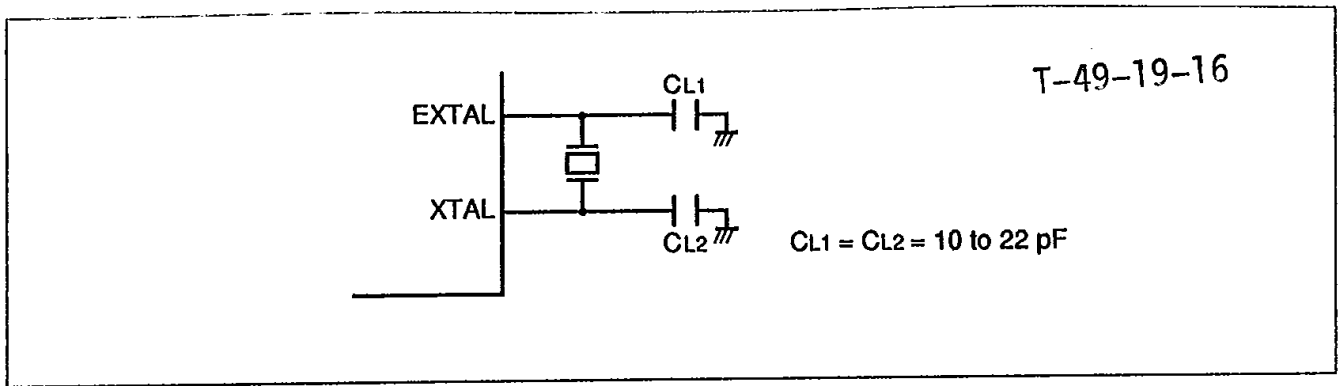 T-49-19-16
CL1
EXTAL
XTAL
CL2
CL1 = CL2 = 10 to 22 pF